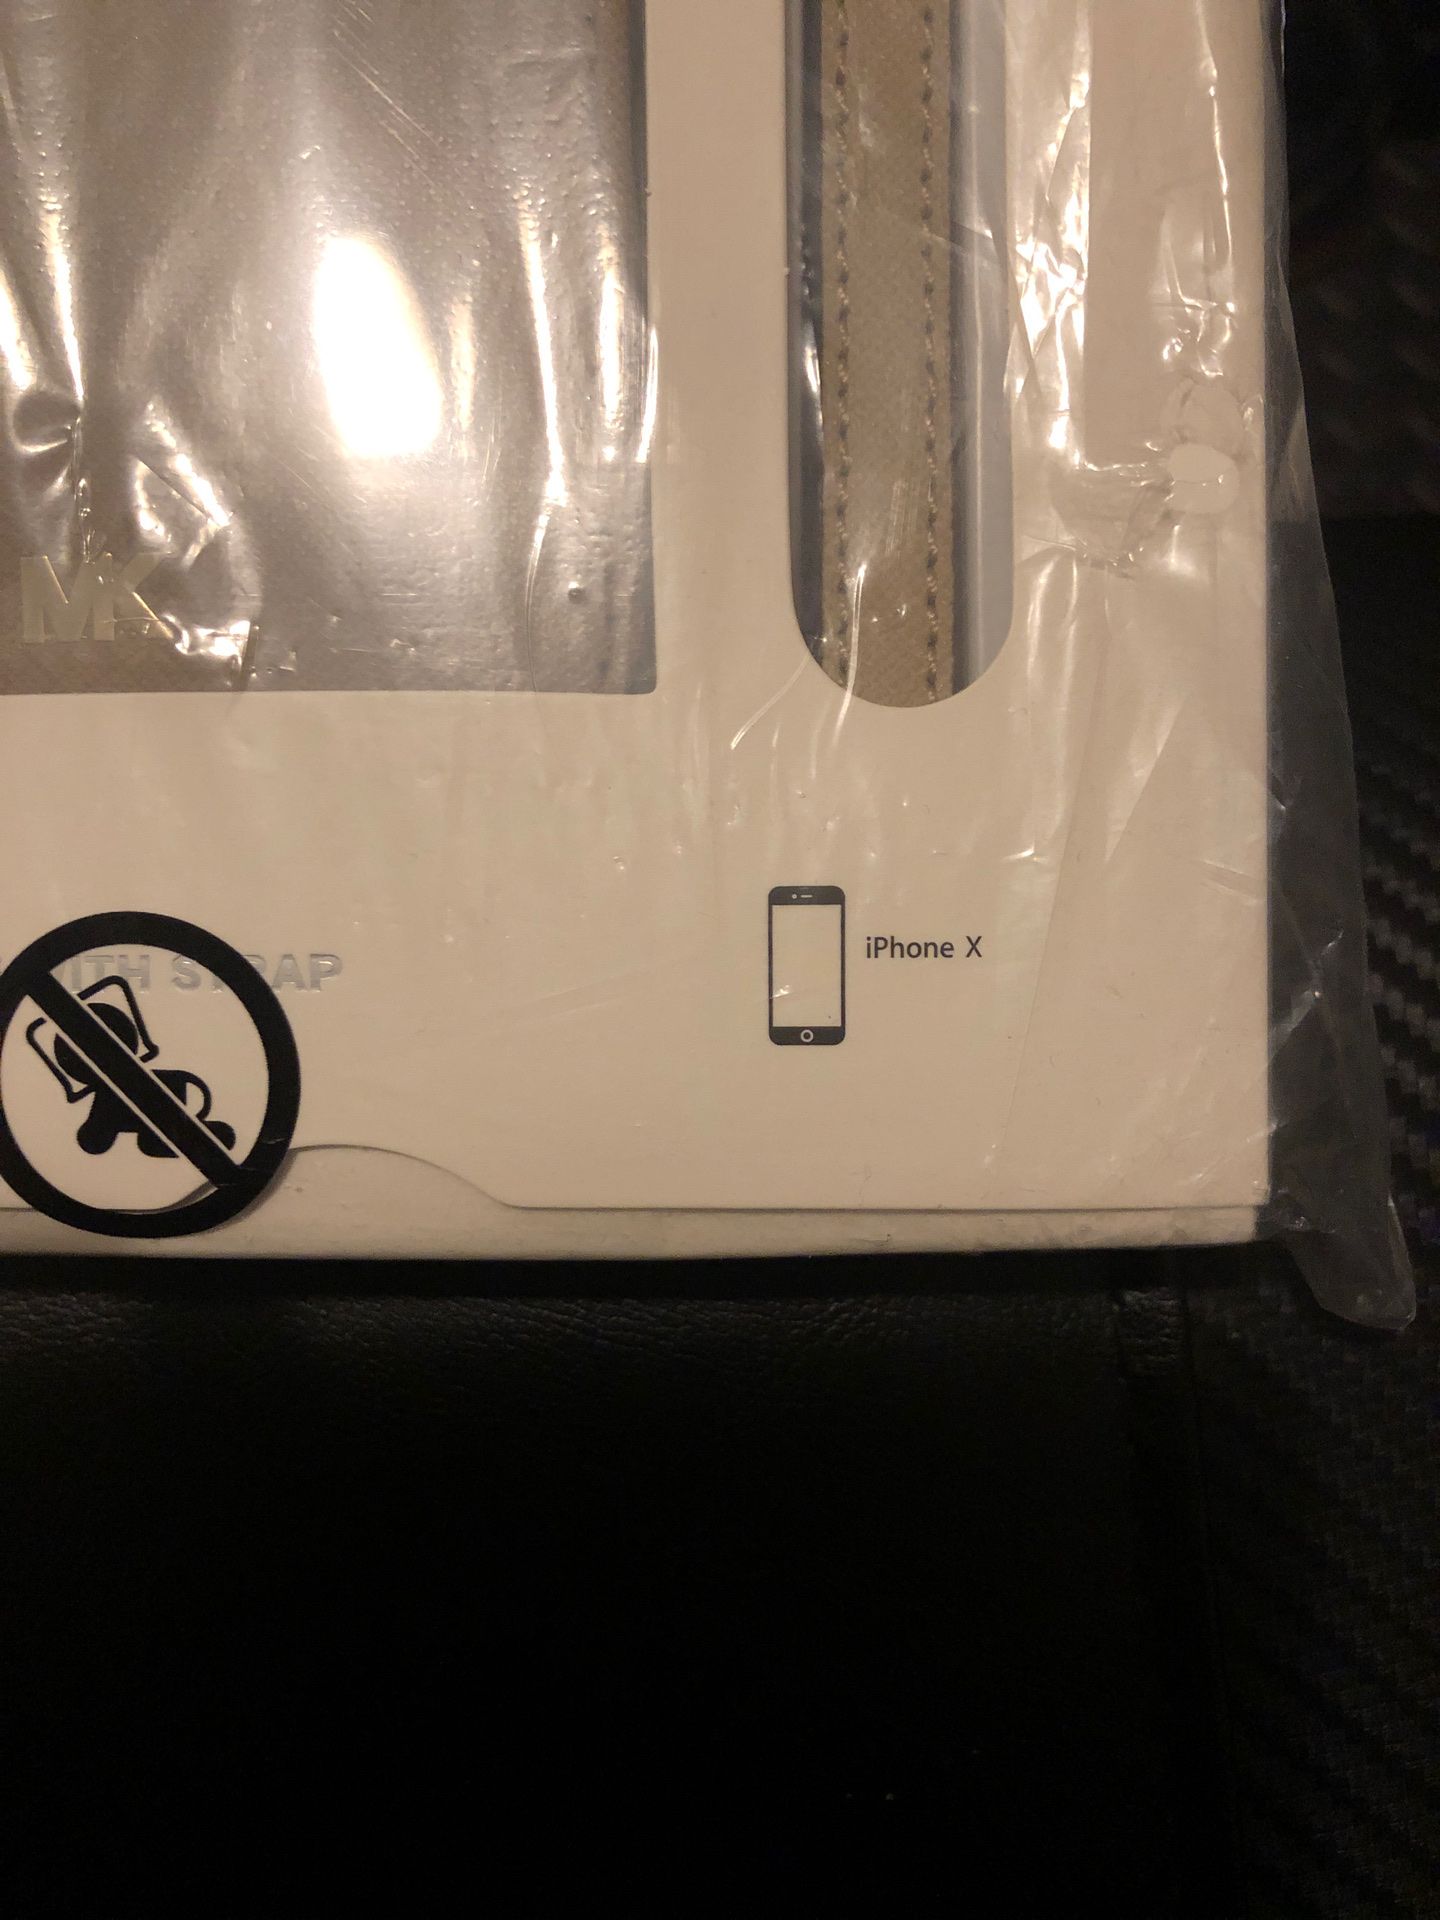 MK
WITH STRAP
iPhone X